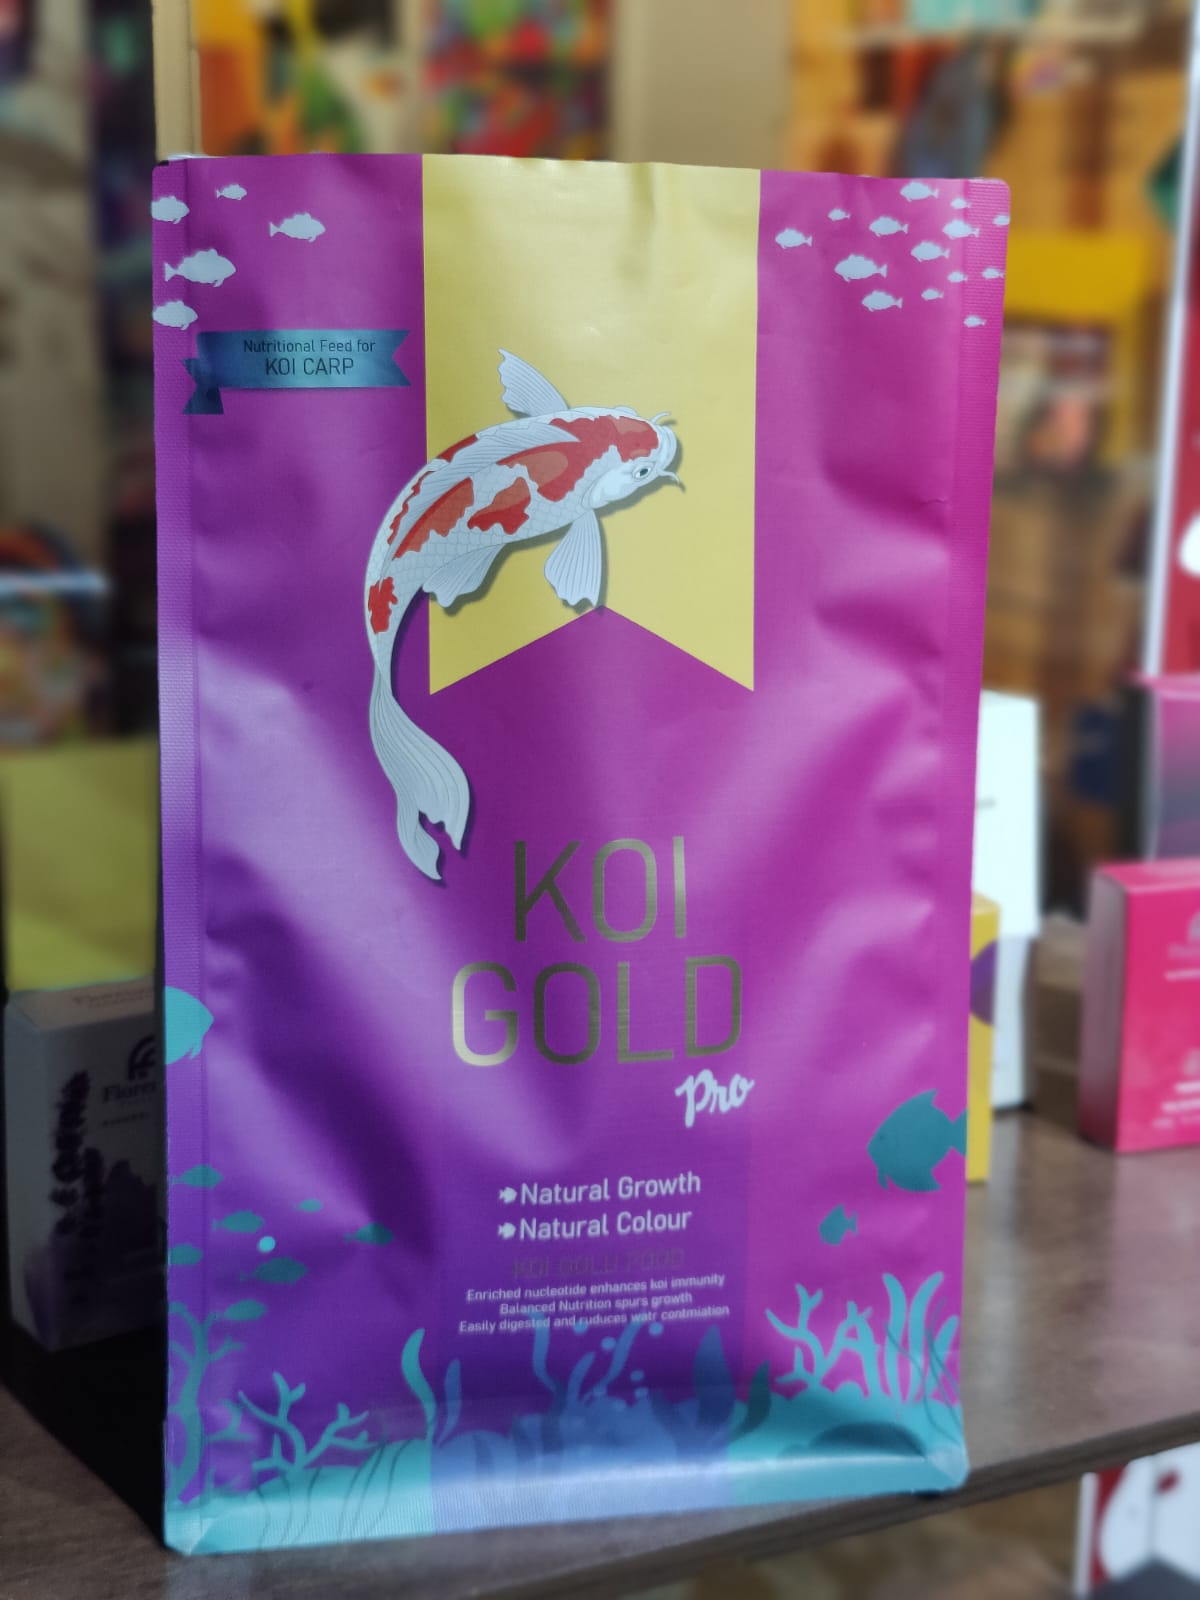 Nutritional Feed for
KOI CARP
KOI
GOLD
Pro
Natural Growth
Natural Colour
KOI GOLD FOOD
Enriched nucleotide enhances koi immunity
Balanced Nutrition spurs growth
Easily digested and ruduces watr contmiation